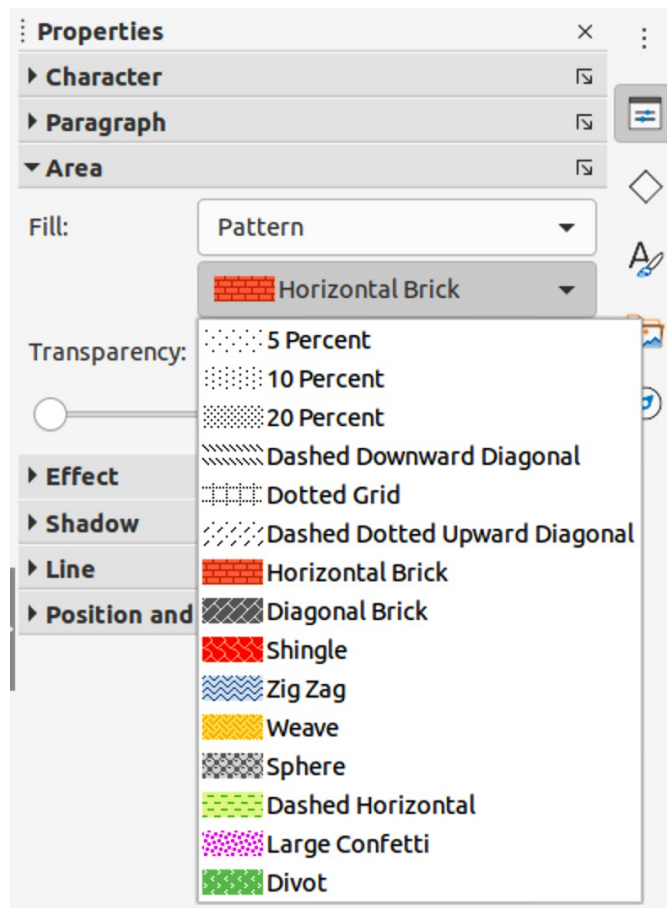 Properties
Character
Paragraph
Area
Fill:
Pattern
Horizontal Brick
Transparency:
5 Percent
10 Percent
20 Percent
Dashed Downward Diagonal
Dotted Grid
Dashed Dotted Upward Diagonal
Horizontal Brick
Diagonal Brick
Shingle
Zig Zag
Weave
Sphere
Dashed Horizontal
Large Confetti
Divot
Effect
Shadow
Line
Position and